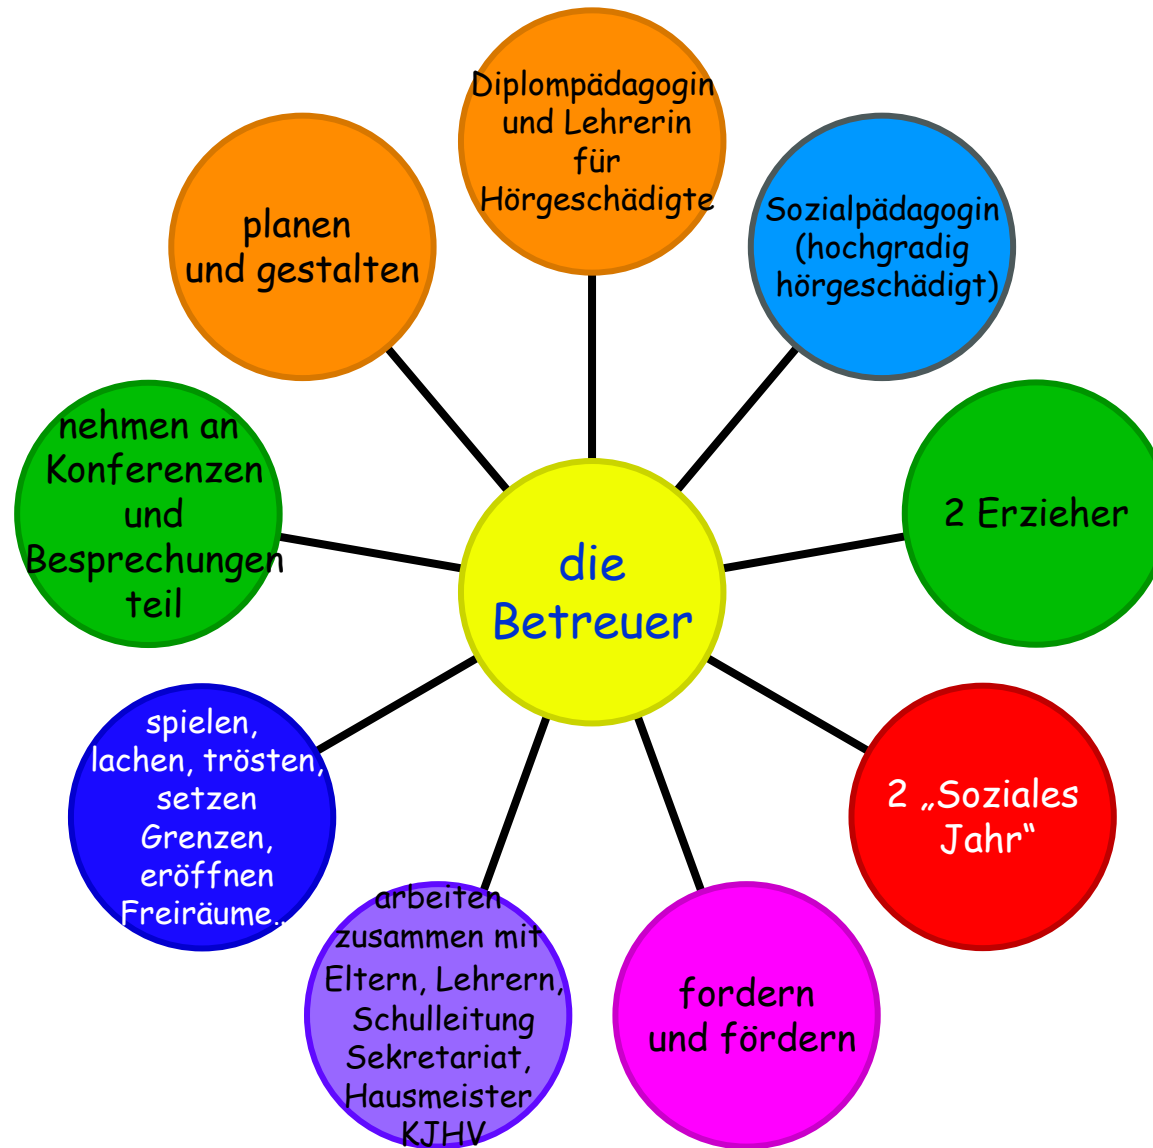 Diplompädagogin
und Lehrerin
für
Hörgeschädigte
Sozialpädagogin
(hochgradig
hörgeschädigt)
2 Erzieher
2 „Soziales
Jahr“
fordern
und fördern
arbeiten
zusammen mit
Eltern, Lehrern,
Schulleitung
Sekretariat,
Hausmeister
KJHV
spielen,
lachen, trösten,
setzen
Grenzen,
eröffnen
Freiräume…
nehmen an
Konferenzen
und
Besprechungen
teil
planen
und gestalten
die
Betreuer